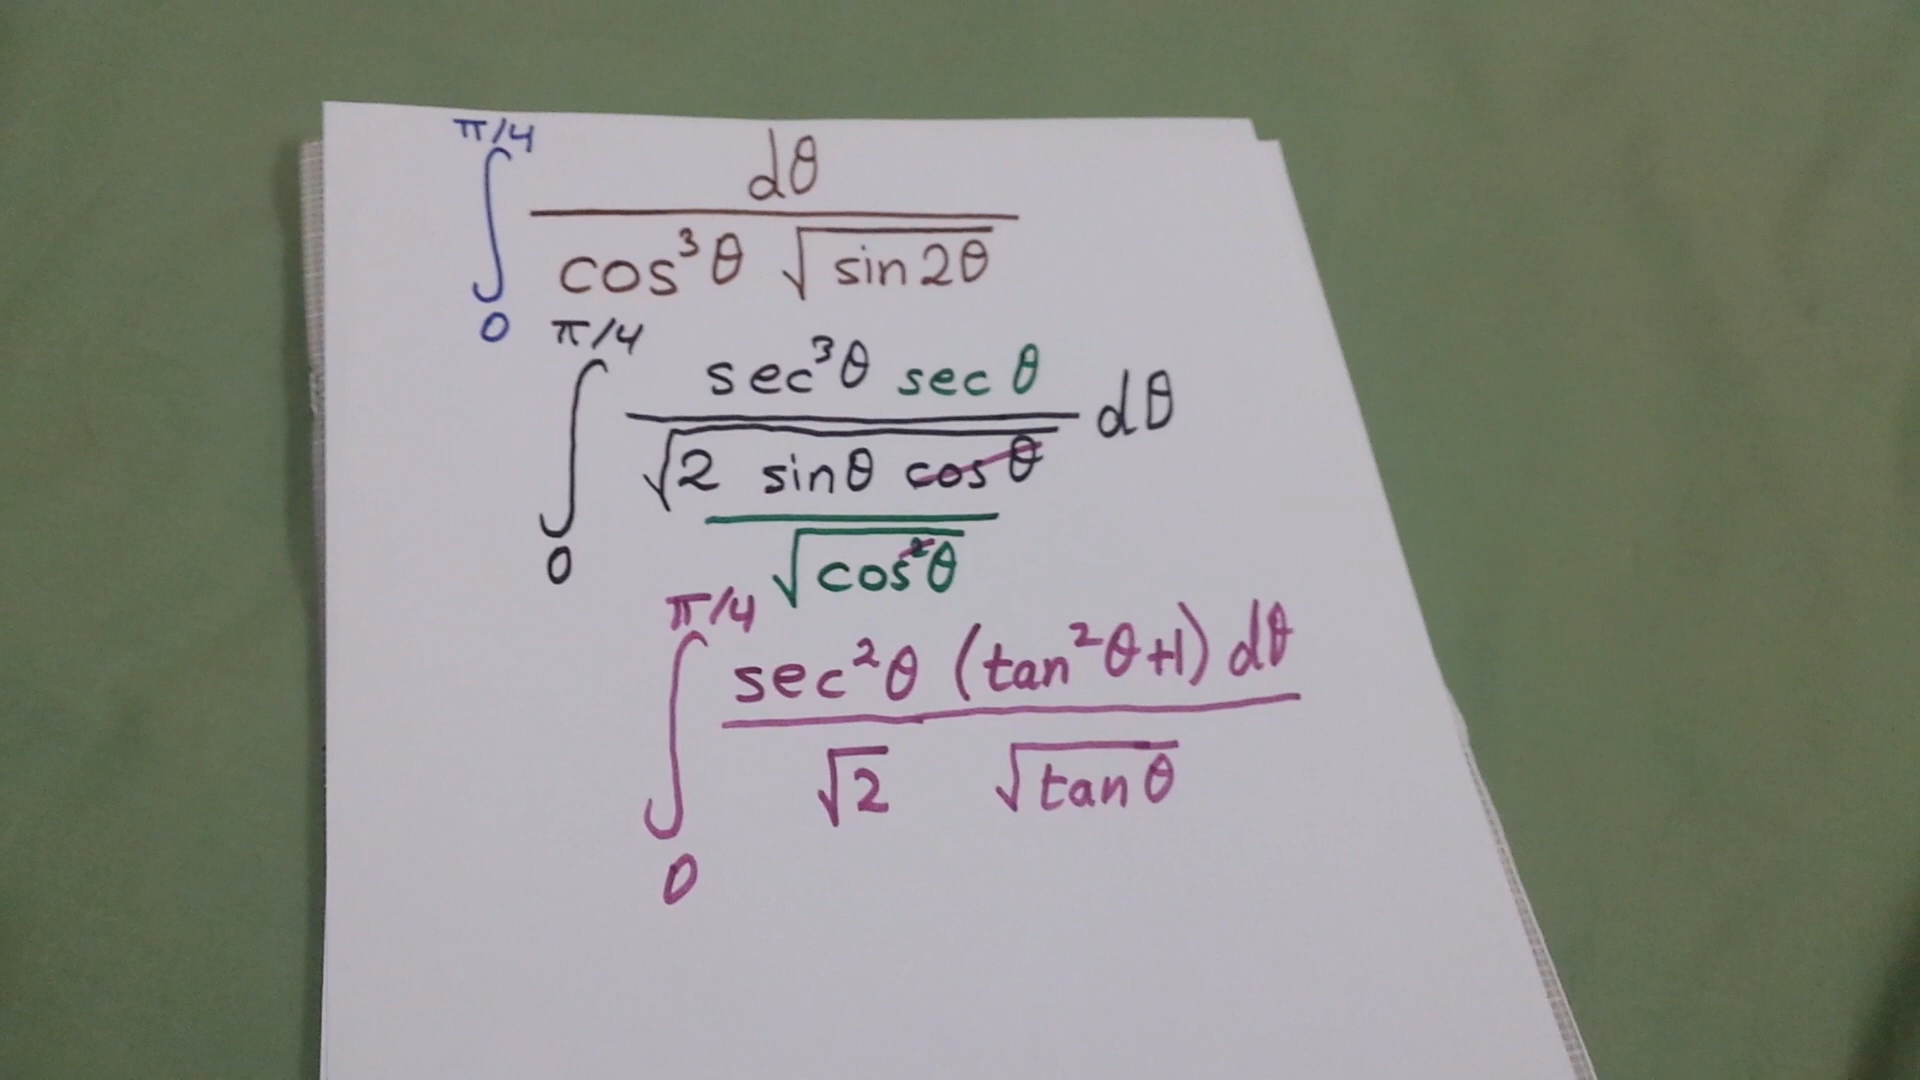 ∫₀^{π/4} dθ / (cos³θ √(sin2θ))
∫₀^{π/4} (sec³θ sec θ) / (√(2 sinθ cosθ) / √(cos²θ)) dθ
∫₀^{π/4} sec²θ (tan²θ+1) dθ / (√2 √(tanθ))